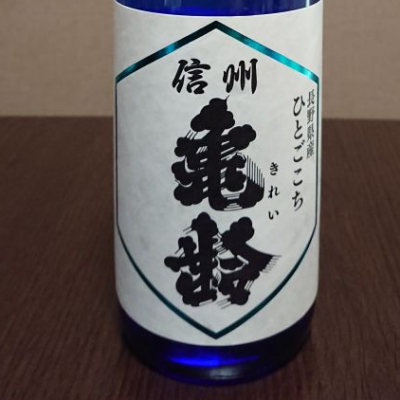 信州
亀齢
きれい
長野県産
ひとごこち